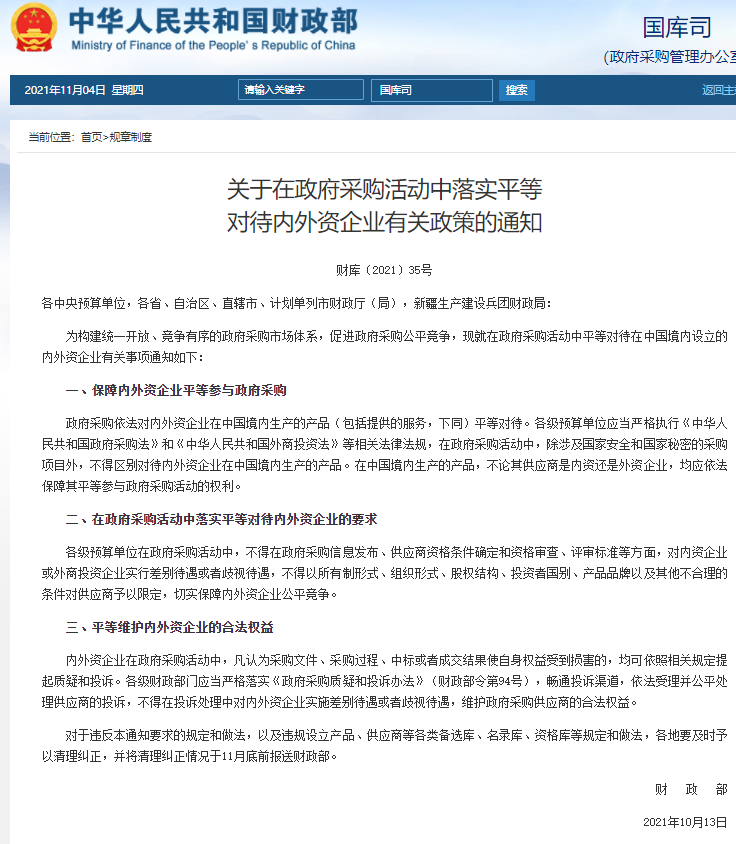 中华人民共和国财政部
Ministry of Finance of the People's Republic of China
国库司
(政府采购管理办公室
2021年11月04日 星期四
请输入关键字
国库司
搜索
返回主
当前位置：首页>规章制度
关于在政府采购活动中落实平等
对待内外资企业有关政策的通知
财库〔2021〕35号
各中央预算单位，各省、自治区、直辖市、计划单列市财政厅（局），新疆生产建设兵团财政局：
为构建统一开放、竞争有序的政府采购市场体系，促进政府采购公平竞争，现就在政府采购活动中平等对待在中国境内设立的
内外资企业有关事项通知如下：
一、保障内外资企业平等参与政府采购
政府采购依法对内外资企业在中国境内生产的产品（包括提供的服务，下同）平等对待。各级预算单位应当严格执行《中华人
民共和国政府采购法》和《中华人民共和国外商投资法》等相关法律法规，在政府采购活动中，除涉及国家安全和国家秘密的采购
项目外，不得区别对待内外资企业在中国境内生产的产品。在中国境内生产的产品，不论其供应商是内资还是外资企业，均应依法
保障其平等参与政府采购活动的权利。
二、在政府采购活动中落实平等对待内外资企业的要求
各级预算单位在政府采购活动中，不得在政府采购信息发布、供应商资格条件确定和资格审查、评审标准等方面，对内资企业
或外商投资企业实行差别待遇或者歧视待遇，不得以所有制形式、组织形式、股权结构、投资者国别、产品品牌以及其他不合理的
条件对供应商予以限定，切实保障内外资企业公平竞争。
三、平等维护内外资企业的合法权益
内外资企业在政府采购活动中，凡认为采购文件、采购过程、中标或者成交结果使自身权益受到损害的，均可依照相关规定提
起质疑和投诉。各级财政部门应当严格落实《政府采购质疑和投诉办法》（财政部令第94号），畅通投诉渠道，依法受理并公平处
理供应商的投诉，不得在投诉处理中对内外资企业实施差别待遇或者歧视待遇，维护政府采购供应商的合法权益。
对于违反本通知要求的规定和做法，以及违规设立产品、供应商等各类备选库、名录库、资格库等规定和做法，各地要及时予
以清理纠正，并将清理纠正情况于11月底前报送财政部。
财 政 部
2021年10月13日